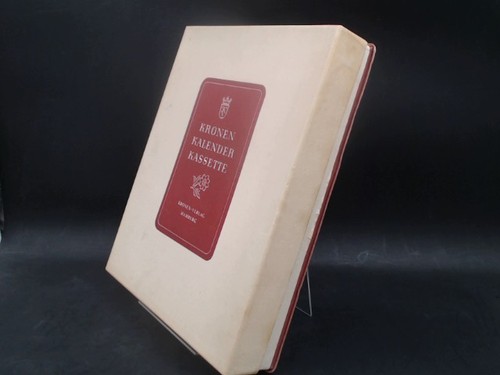 KRONEN
KALENDER
KASSETTE
KRONEN-VERLAG
HAMBURG